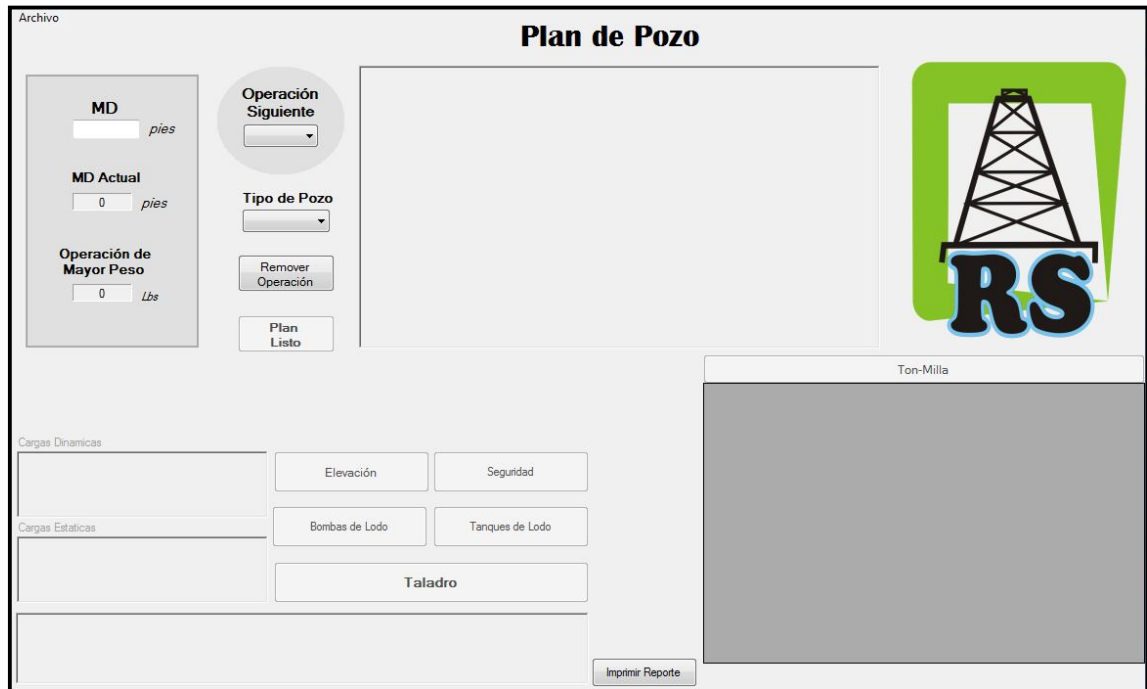 Archivo
Plan de Pozo
MD
pies
MD Actual
0 pies
Operación de
Mayor Peso
0 Lbs
Operación
Siguiente
Tipo de Pozo
Remover
Operación
Plan
Listo
RS
Ton-Milla
Cargas Dinamicas
Elevación
Seguridad
Cargas Estaticas
Bombas de Lodo
Tanques de Lodo
Taladro
Imprimir Reporte